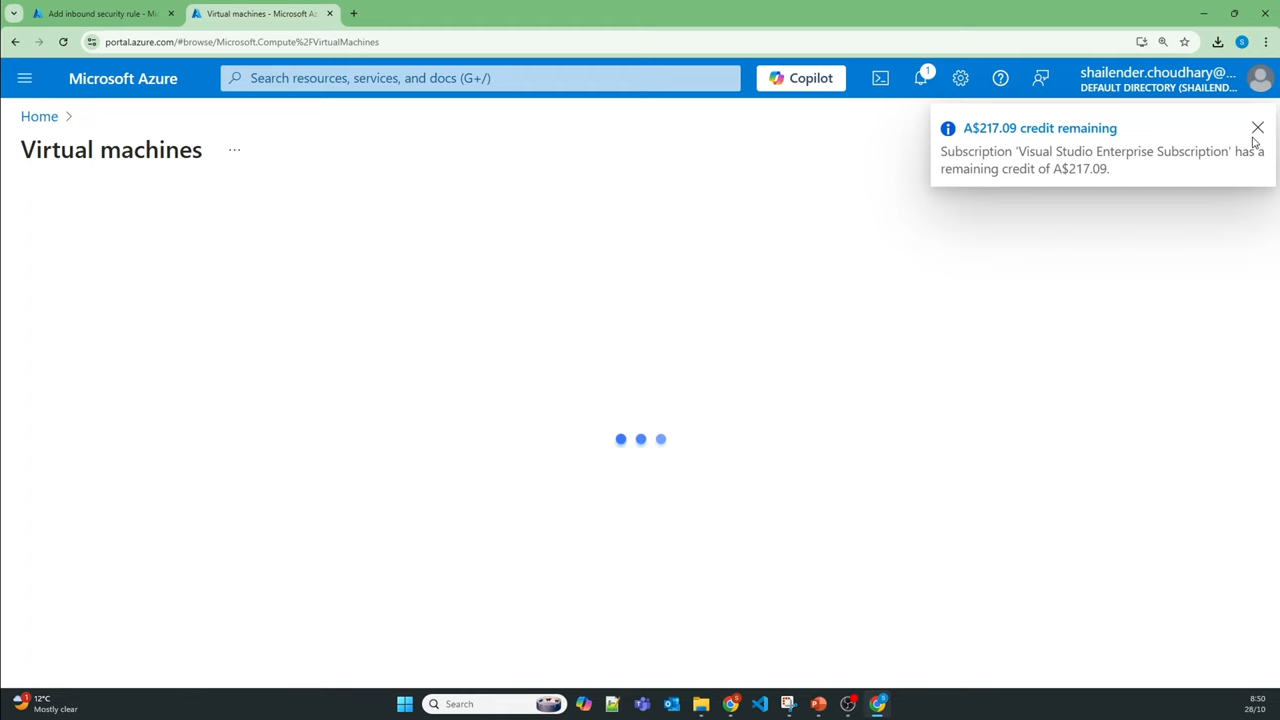 Add inbound security rule - Mi
Virtual machines - Microsoft Az
portal.azure.com/#browse/Microsoft.Compute%2FVirtualMachines
S
Microsoft Azure
Search resources, services, and docs (G+/)
Copilot
1
shailender.choudhary@...
DEFAULT DIRECTORY (SHAILEND...
Home
Virtual machines
...
A$217.09 credit remaining
Subscription 'Visual Studio Enterprise Subscription' has a
remaining credit of A$217.09.
1
12°C
Mostly clear
Search
8:50
28/10